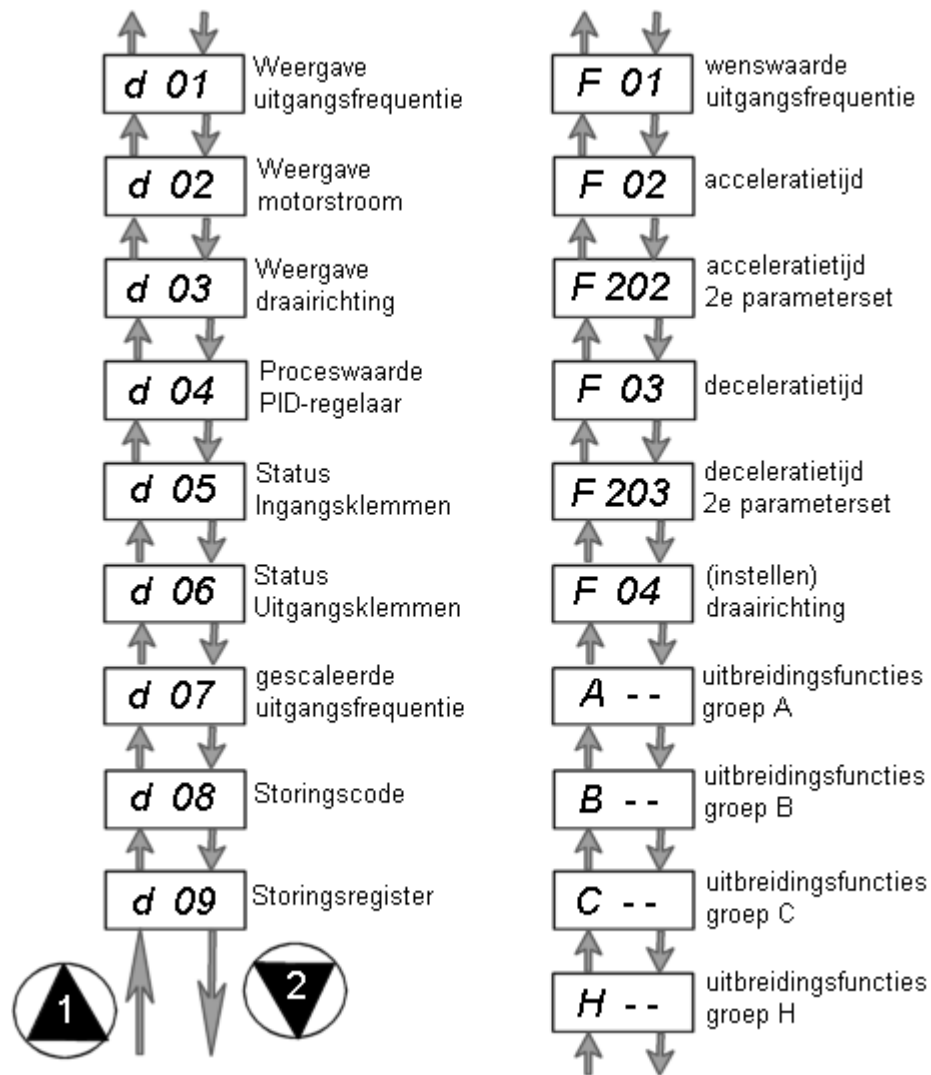 d 01
Weergave
uitgangsfrequentie
d 02
Weergave
motorstroom
d 03
Weergave
draairichting
d 04
Proceswaarde
PID-regelaar
d 05
Status
Ingangsklemmen
d 06
Status
Uitgangsklemmen
d 07
gescaleerde
uitgangsfrequentie
d 08
Storingscode
d 09
Storingsregister
1
2
F 01
wenswaarde
uitgangsfrequentie
F 02
acceleratietijd
F 202
acceleratietijd
2e parameterset
F 03
deceleratietijd
F 203
deceleratietijd
2e parameterset
F 04
(instellen)
draairichting
A - -
uitbreidingsfuncties
groep A
B - -
uitbreidingsfuncties
groep B
C - -
uitbreidingsfuncties
groep C
H - -
uitbreidingsfuncties
groep H